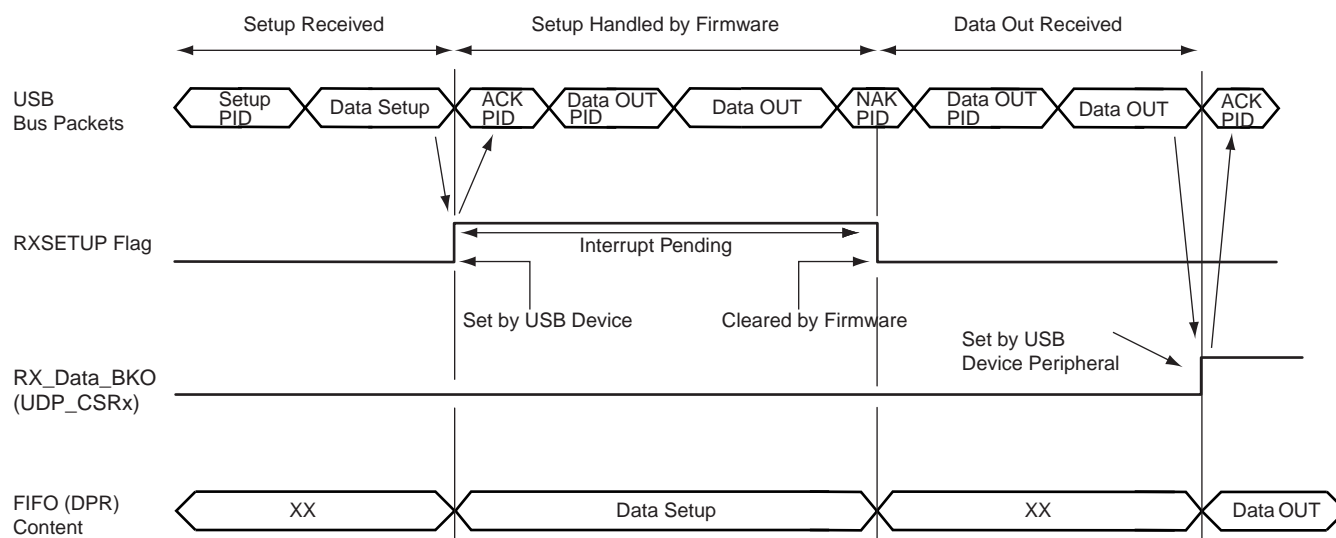 Setup Received
Setup Handled by Firmware
Data Out Received
USB
Bus Packets
Setup
PID
Data Setup
ACK
PID
Data OUT
PID
Data OUT
NAK
PID
Data OUT
PID
Data OUT
ACK
PID
RXSETUP Flag
Interrupt Pending
Set by USB Device
Cleared by Firmware
Set by USB
Device Peripheral
RX_Data_BKO
(UDP_CSRx)
FIFO (DPR)
Content
XX
Data Setup
XX
Data OUT